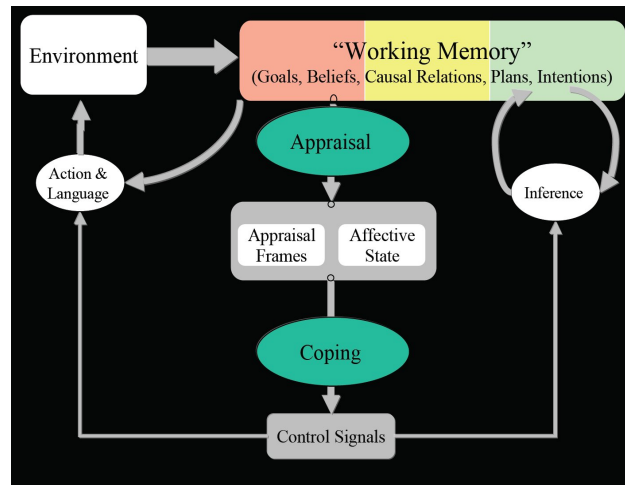 Environment
“Working Memory”
(Goals, Beliefs, Causal Relations, Plans, Intentions)
Appraisal
Action &
Language
Inference
Appraisal
Frames
Affective
State
Coping
Control Signals